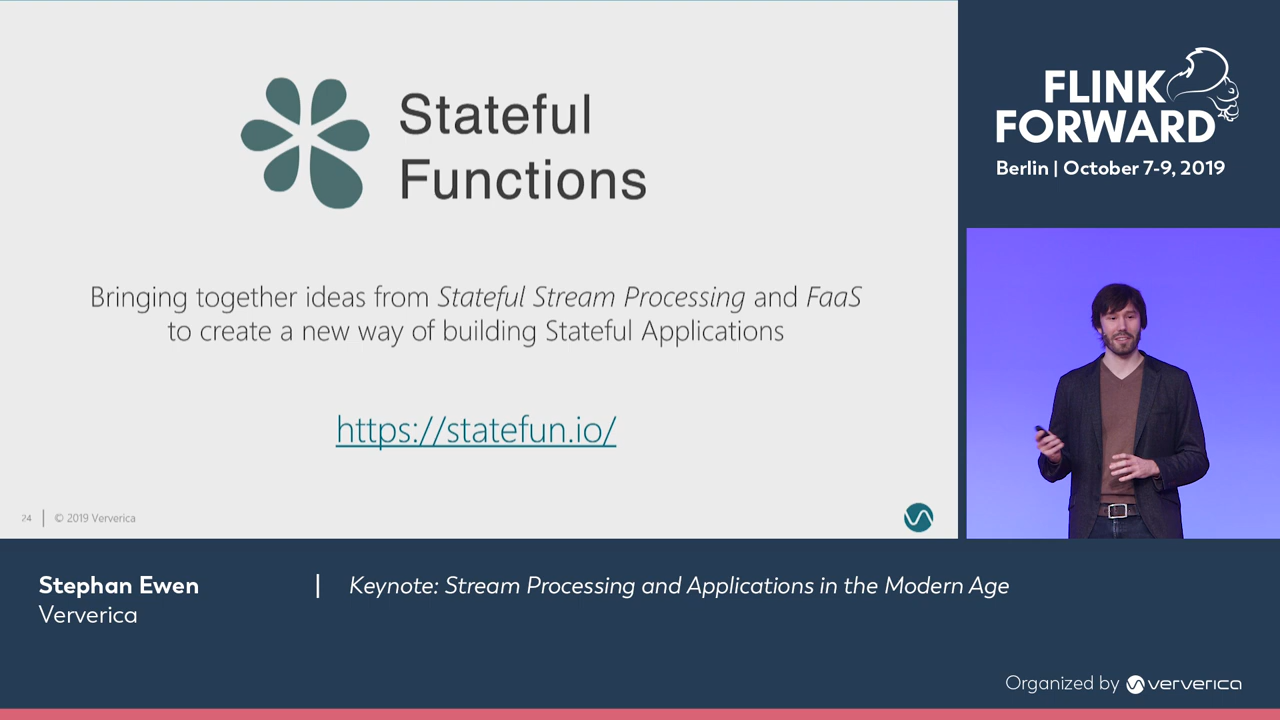 Stateful
Functions
Bringing together ideas from Stateful Stream Processing and FaaS
to create a new way of building Stateful Applications
https://statefun.io/
24 | © 2019 Ververica
FLINK
FORWARD
Berlin | October 7-9, 2019
Stephan Ewen | Keynote: Stream Processing and Applications in the Modern Age
Ververica
Organized by ververica